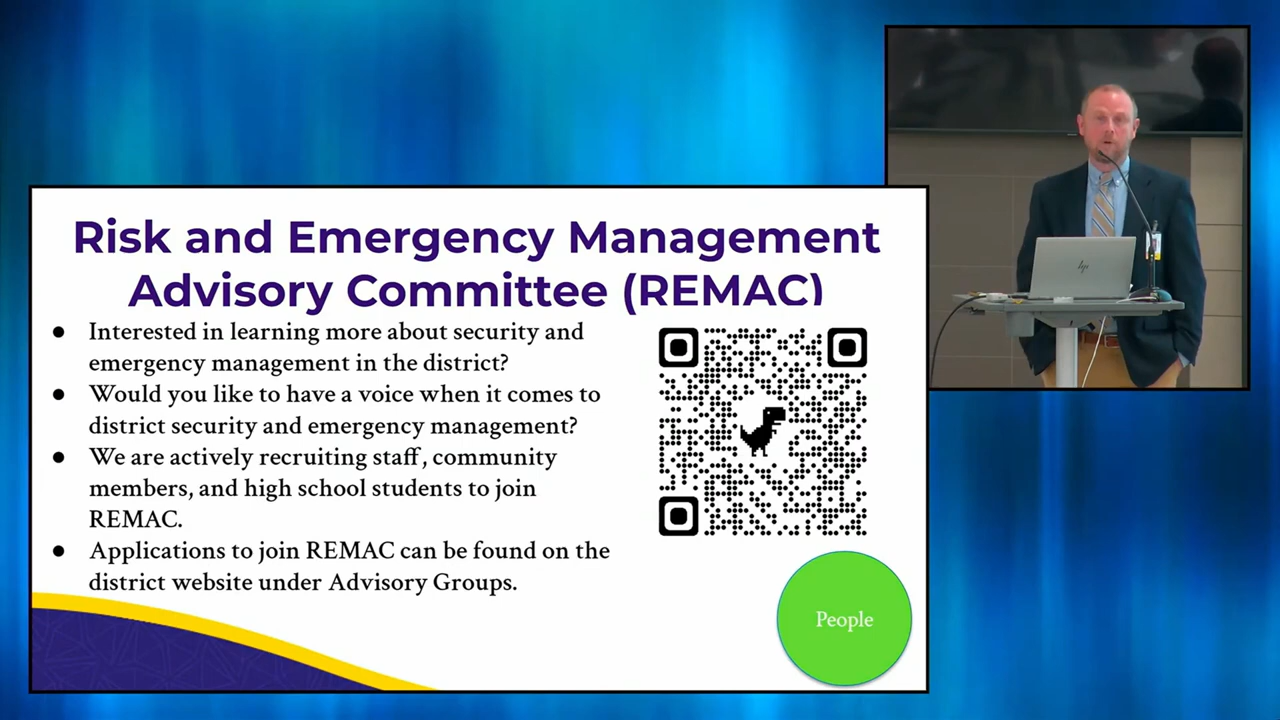 Risk and Emergency Management
Advisory Committee (REMAC)
● Interested in learning more about security and
emergency management in the district?
● Would you like to have a voice when it comes to
district security and emergency management?
● We are actively recruiting staff, community
members, and high school students to join
REMAC.
● Applications to join REMAC can be found on the
district website under Advisory Groups.
People
hp